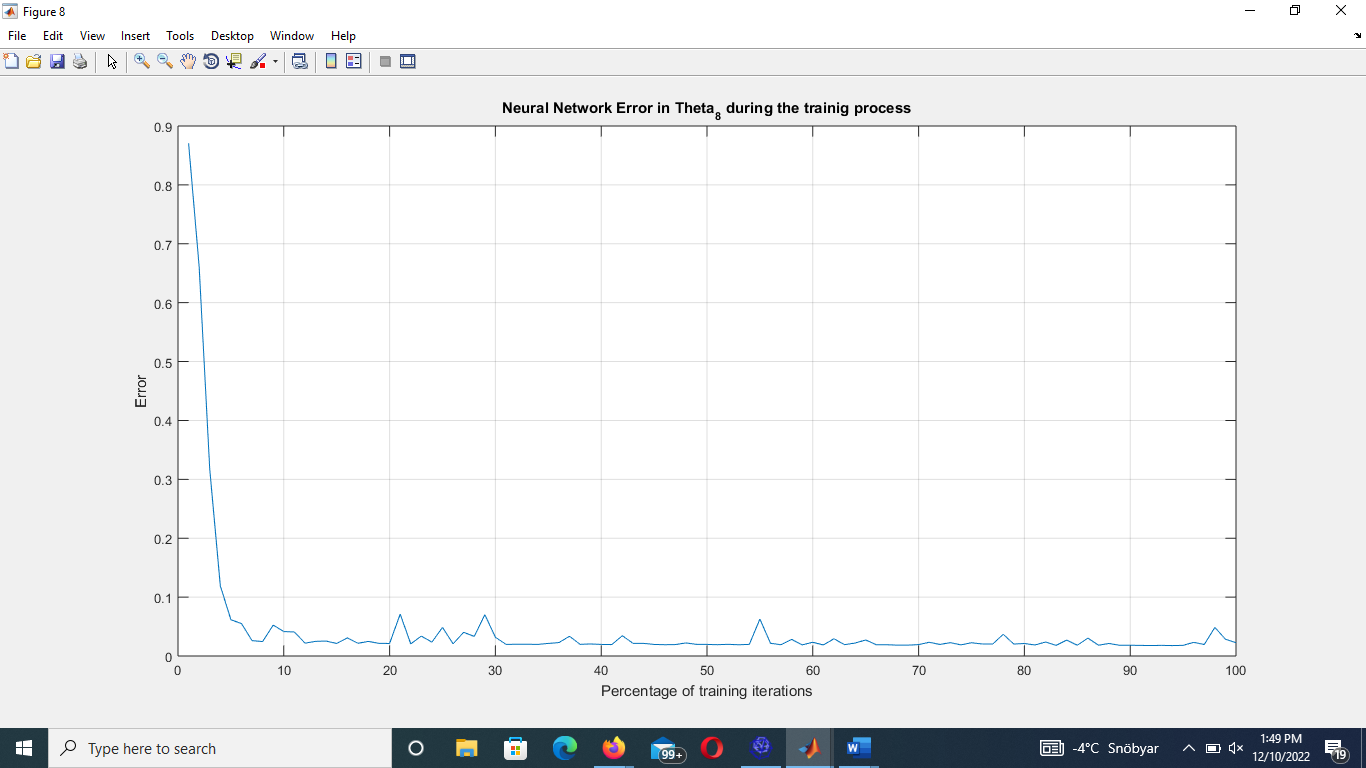 Figure 8
File Edit View Insert Tools Desktop Window Help
Neural Network Error in Theta8 during the trainig process
0.9
0.8
0.7
0.6
0.5
0.4
0.3
0.2
0.1
0
Error
0 10 20 30 40 50 60 70 80 90 100
Percentage of training iterations
Type here to search
99+
W
-4°C Snöbyar
1:49 PM
12/10/2022
19